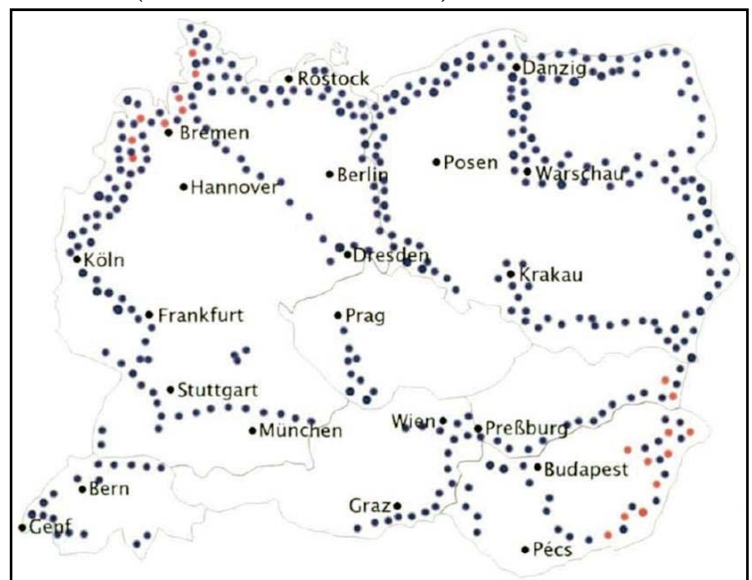 Rostock
Danzig
Bremen
Berlin
Posen
Warschau
Hannover
Köln
Dresden
Krakau
Frankfurt
Prag
Stuttgart
Wien
Preßburg
München
Budapest
Bern
Graz
Genf
Pécs